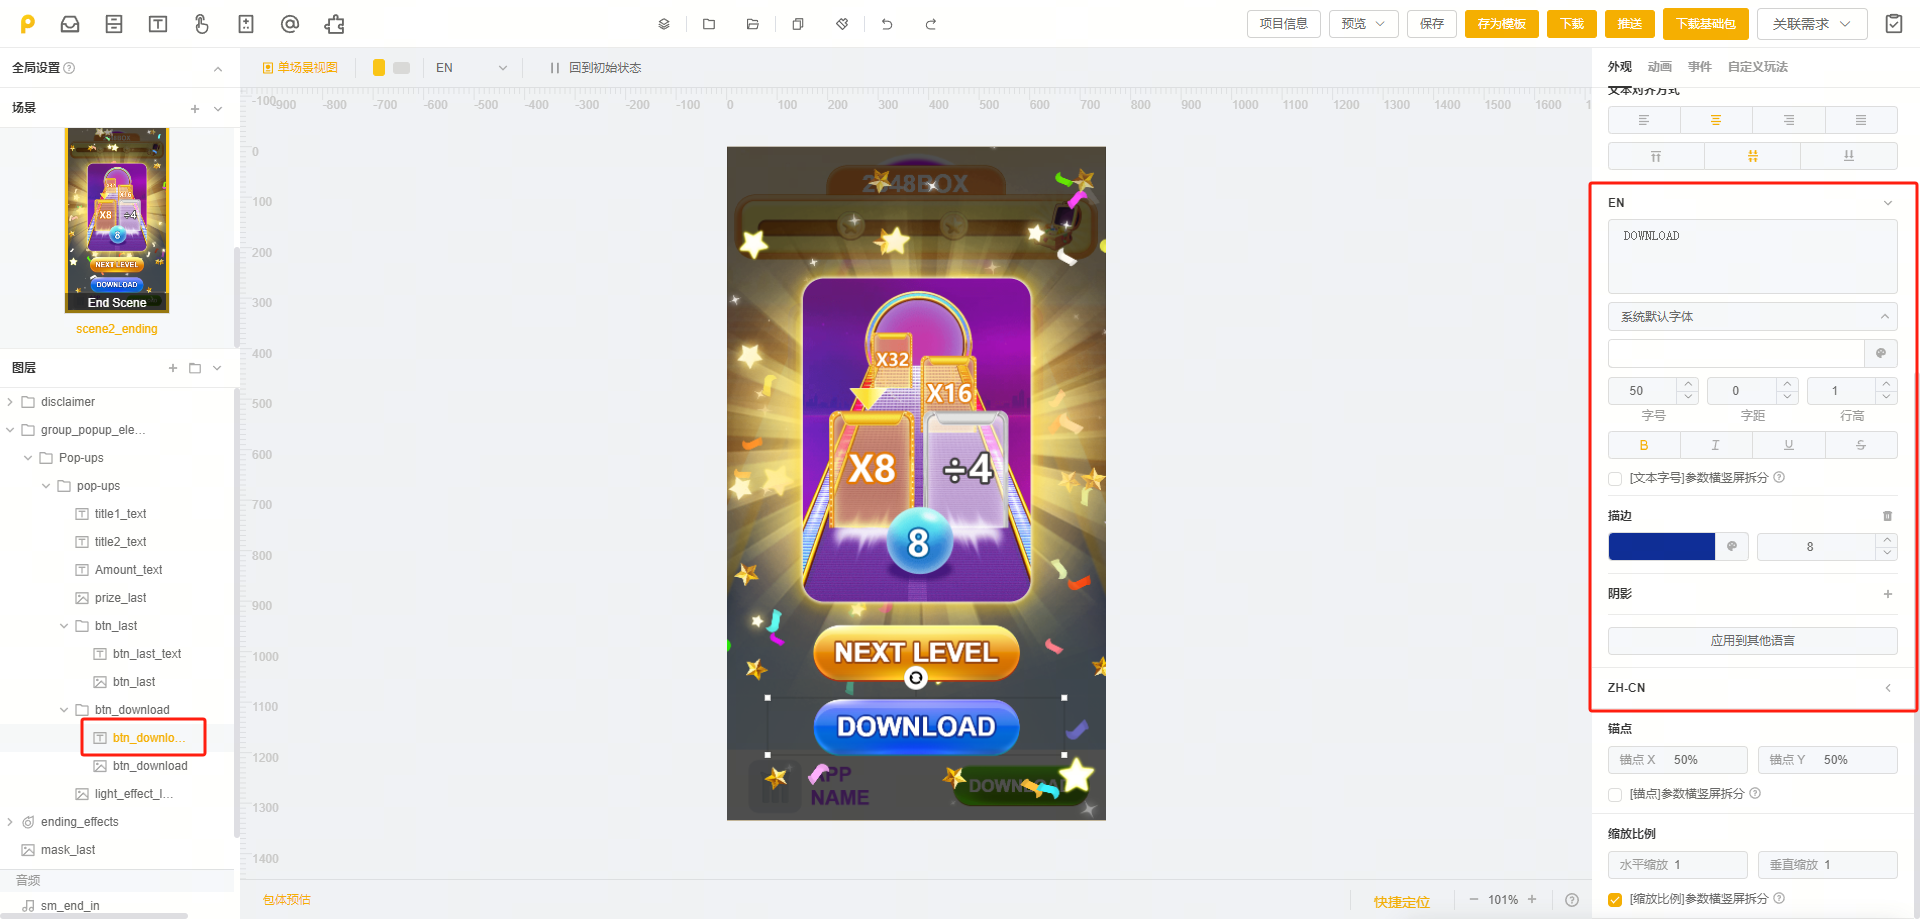 项目信息
预览
保存
存为模板
下载
推送
下载基础包
关联需求
全局设置
单场景视图
EN
回到初始状态
外观
动画
事件
自定义玩法
场景
-100
-900 -800 -700 -600 -500 -400 -300 -200 -100 0 100 200 300 400 500 600 700 800 900 1000 1100 1200 1300 1400 1500 1600
文本对齐方式
X16
X8
÷4
8
NEXT LEVEL
DOWNLOAD
End Scene
scene2_ending
图层
disclaimer
group_popup_ele...
Pop-ups
pop-ups
title1_text
title2_text
Amount_text
prize_last
btn_last
btn_last_text
btn_last
btn_download
btn_downlo...
btn_download
light_effect_l...
ending_effects
mask_last
音频
sm_end_in
0
100
200
300
400
500
600
700
800
900
1000
1100
1200
1300
1400
2048BOX
X32
X16
X8
÷4
8
NEXT LEVEL
DOWNLOAD
APP
NAME
DOWNLOAD
包体预估
快捷定位
101%
EN
DOWNLOAD
系统默认字体
50
0
1
字号
字距
行高
B
I
U
S
[文本字号]参数横竖屏拆分
描边
8
阴影
应用到其他语言
ZH-CN
锚点
锚点 X 50%
锚点 Y 50%
[锚点]参数横竖屏拆分
缩放比例
水平缩放 1
垂直缩放 1
[缩放比例]参数横竖屏拆分